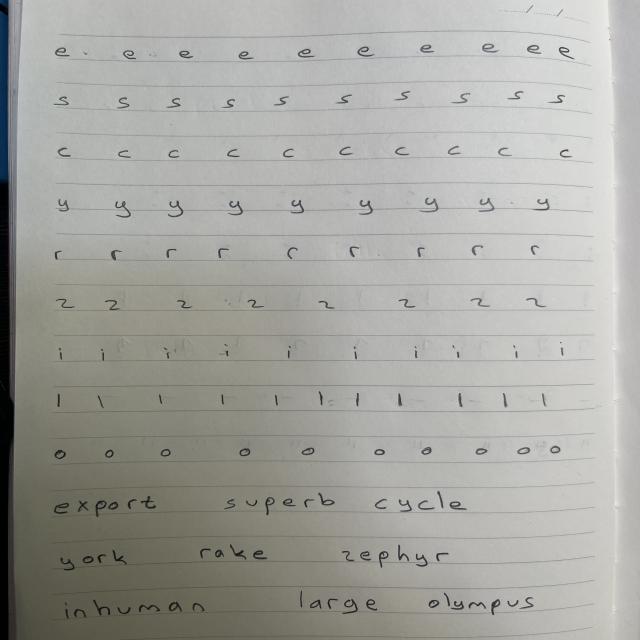 e e e e e e e e e e
s s s s s s s s s s
c c c c c c c c c c
y y y y y y y y y
r r r r r r r r r
z z z z z z z z
i i i i i i i i i i
l l l l l l l l l l l
o o o o o o o o o o
export superb cycle
york rake zephyr
inhuman large olympus